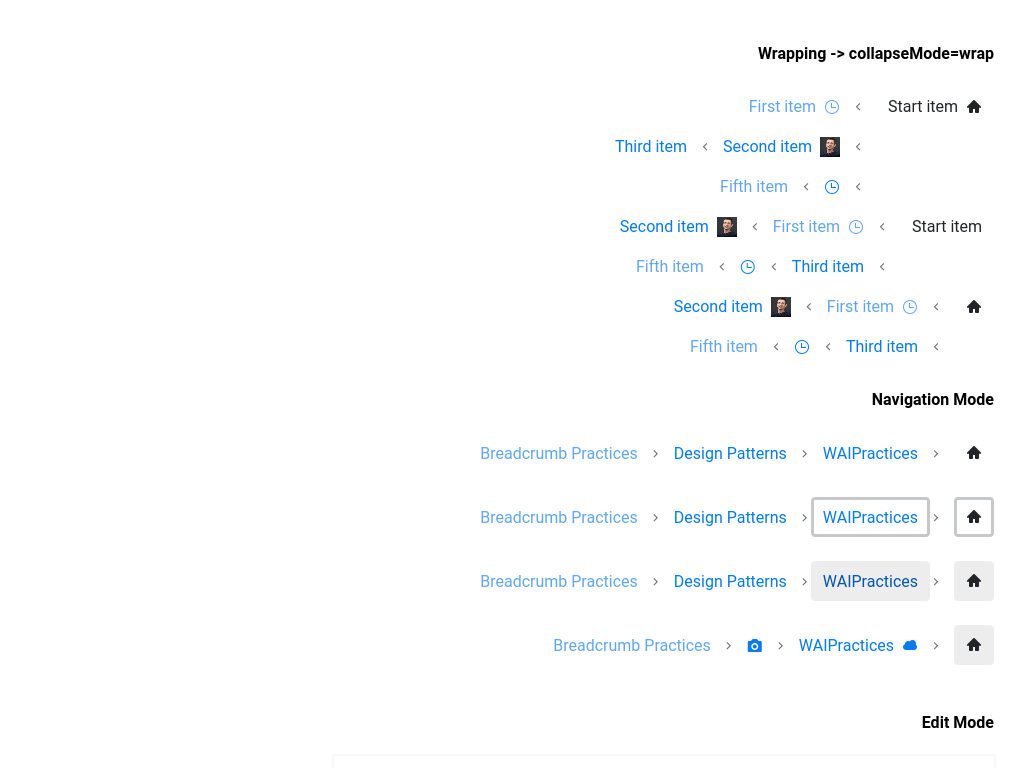 Wrapping -> collapseMode=wrap
First item Start item
Third item Second item
Fifth item
Second item First item Start item
Fifth item Third item
Second item First item
Fifth item Third item
Navigation Mode
Breadcrumb Practices Design Patterns WAIPractices
Breadcrumb Practices Design Patterns WAIPractices
Breadcrumb Practices Design Patterns WAIPractices
Breadcrumb Practices WAIPractices
Edit Mode